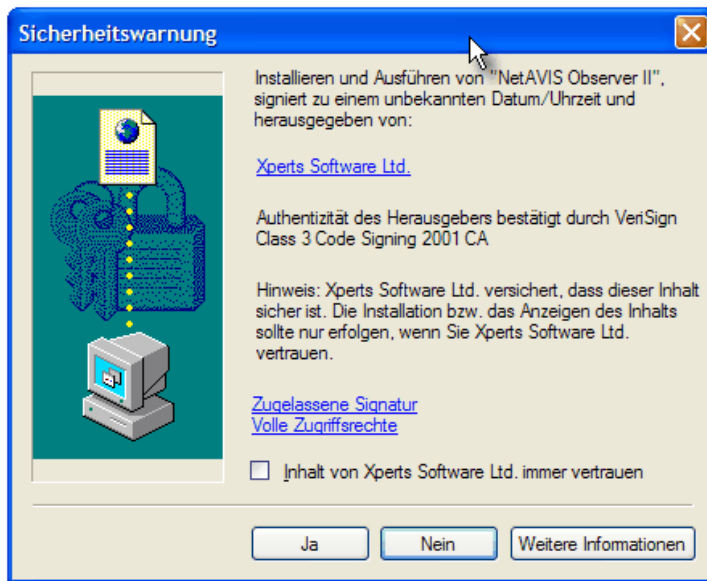 Sicherheitswarnung
Installieren und Ausführen von "NetAVIS Observer II",
signiert zu einem unbekannten Datum/Uhrzeit und
herausgegeben von:
Xperts Software Ltd.
Authentizität des Herausgebers bestätigt durch VeriSign
Class 3 Code Signing 2001 CA
Hinweis: Xperts Software Ltd. versichert, dass dieser Inhalt
sicher ist. Die Installation bzw. das Anzeigen des Inhalts
sollte nur erfolgen, wenn Sie Xperts Software Ltd.
vertrauen.
Zugelassene Signatur
Volle Zugriffsrechte
Inhalt von Xperts Software Ltd. immer vertrauen
Ja Nein Weitere Informationen